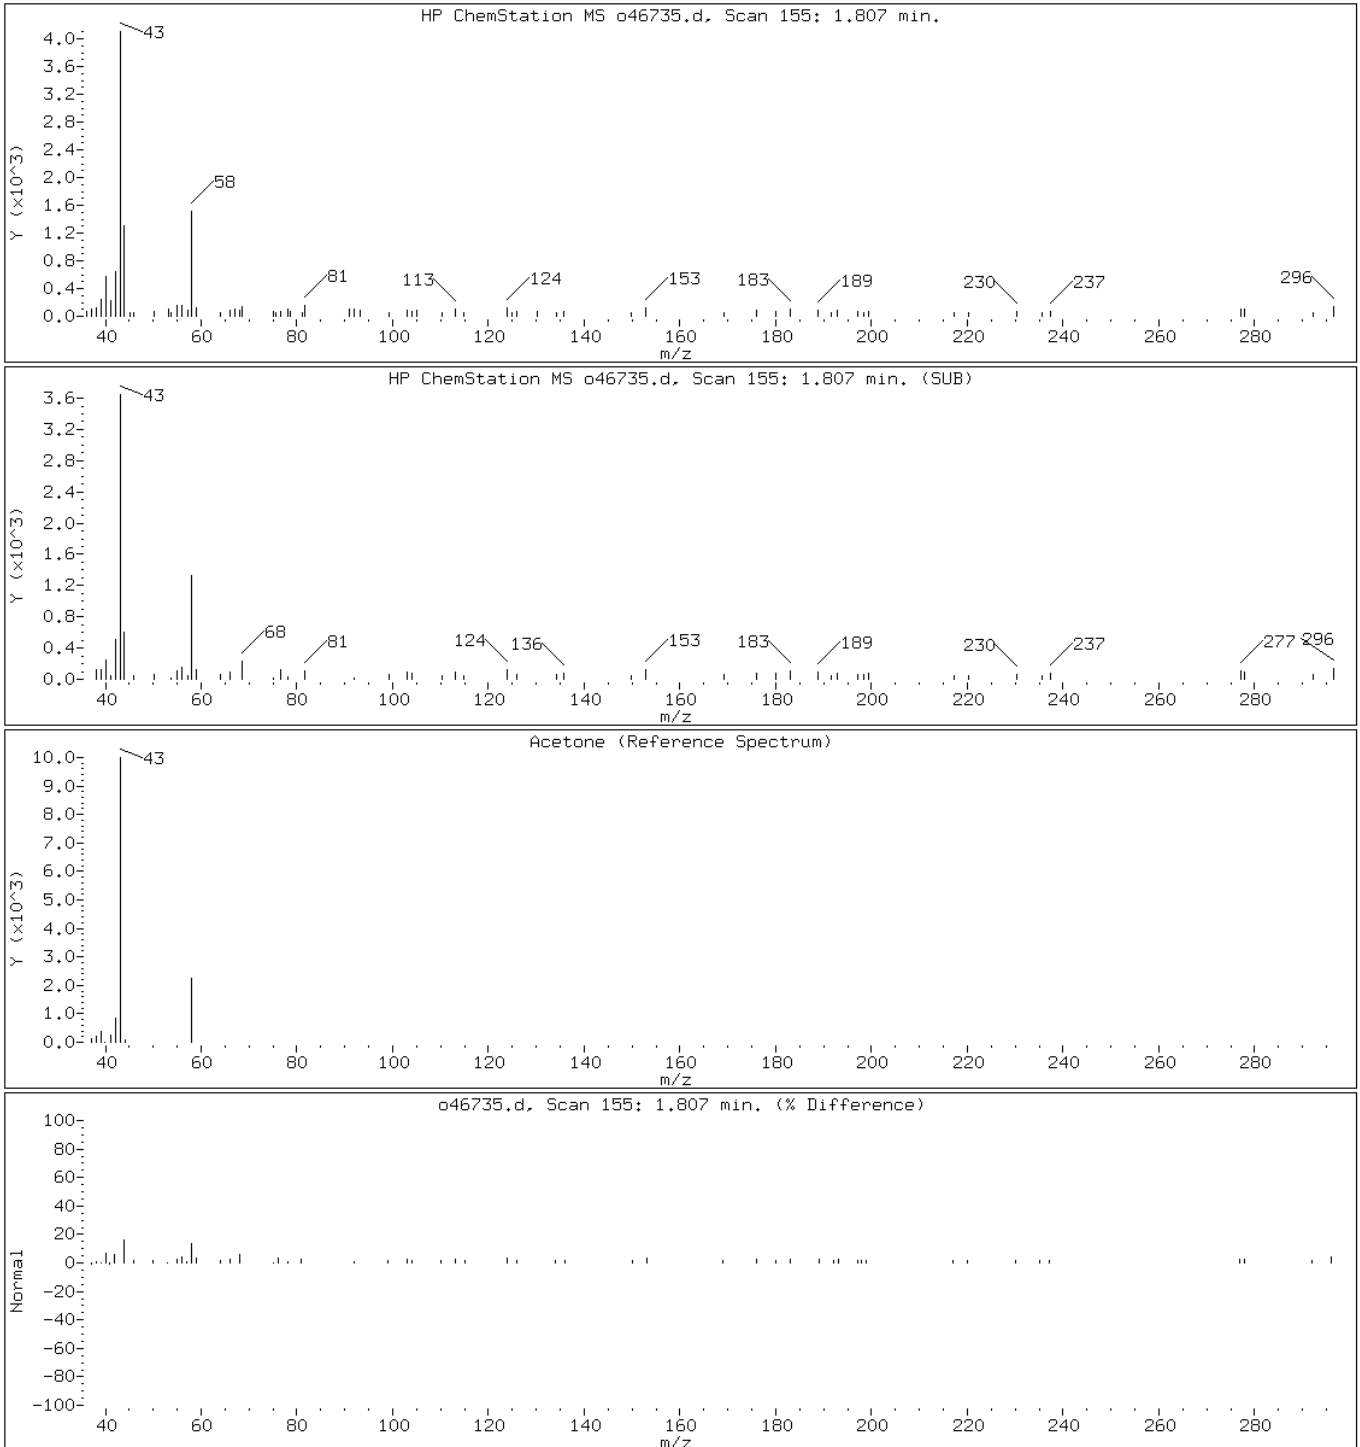 HP ChemStation MS o46735.d, Scan 155: 1.807 min.
43
4.0
3.6
3.2
2.8
2.4
2.0
58
1.6
1.2
0.8
81 113 124 153 183 189 230 237 296
0.4
0.0
Y (x10^3)
40 60 80 100 120 140 160 180 200 220 240 260 280
m/z
HP ChemStation MS o46735.d, Scan 155: 1.807 min. (SUB)
43
3.6
3.2
2.8
2.4
2.0
1.6
1.2
0.8
68 81 124 136 153 183 189 230 237 277 296
0.4
0.0
Y (x10^3)
40 60 80 100 120 140 160 180 200 220 240 260 280
m/z
Acetone (Reference Spectrum)
10.0 43
9.0
8.0
7.0
6.0
5.0
4.0
3.0
2.0
1.0
0.0
Y (x10^3)
40 60 80 100 120 140 160 180 200 220 240 260 280
m/z
o46735.d, Scan 155: 1.807 min. (% Difference)
100
80
60
40
20
0
-20
-40
-60
-80
-100
Normal
40 60 80 100 120 140 160 180 200 220 240 260 280
m/z